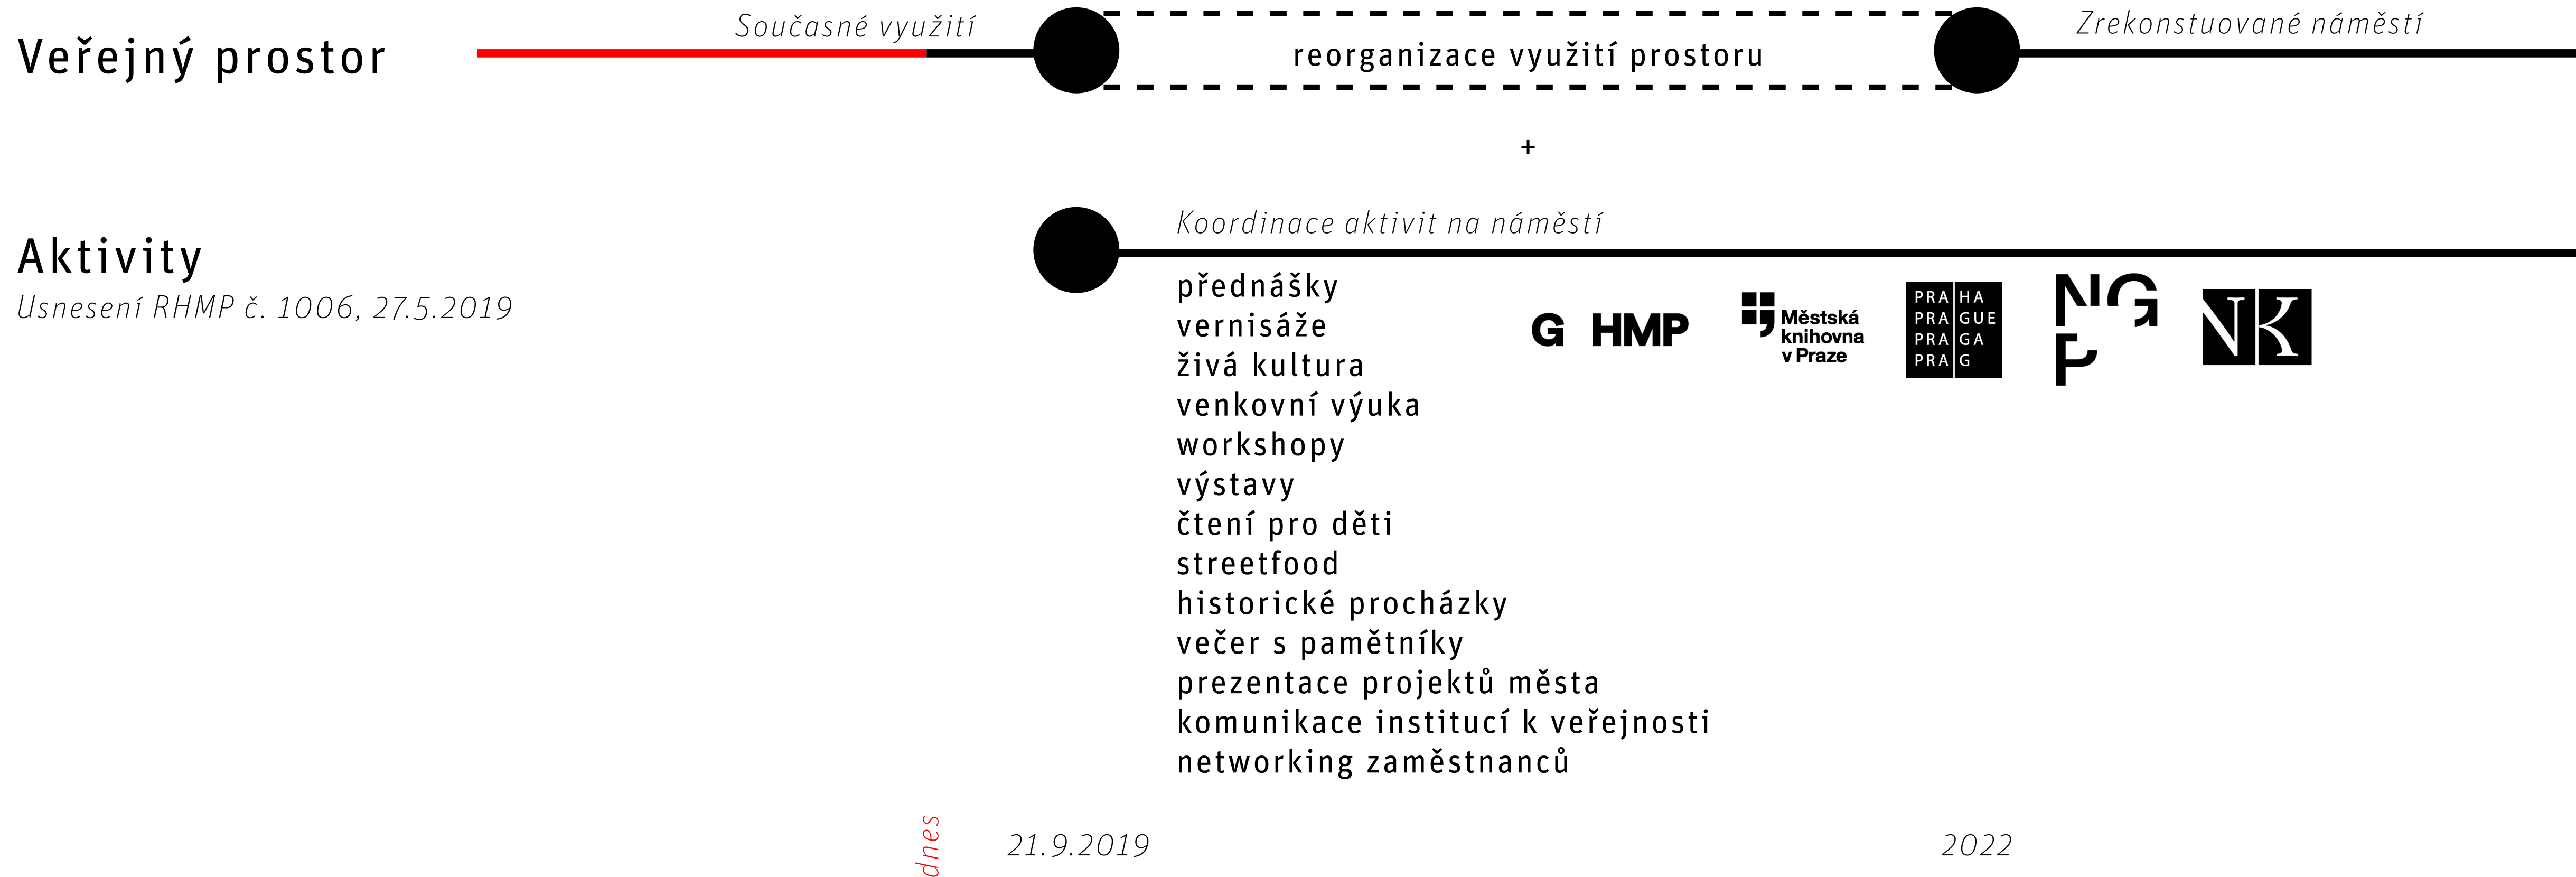 Veřejný prostor
Současné využití
reorganizace využití prostoru
Zrekonstuované náměstí
+
Aktivity
Usnesení RHMP č. 1006, 27.5.2019
Koordinace aktivit na náměstí
přednášky
vernisáže
živá kultura
venkovní výuka
workshopy
výstavy
čtení pro děti
streetfood
historické procházky
večer s pamětníky
prezentace projektů města
komunikace institucí k veřejnosti
networking zaměstnanců
G HMP
Městská
knihovna
v Praze
PRA HA
PRA GUE
PRA GA
PRA G
NG
P
NK
dnes
21.9.2019
2022